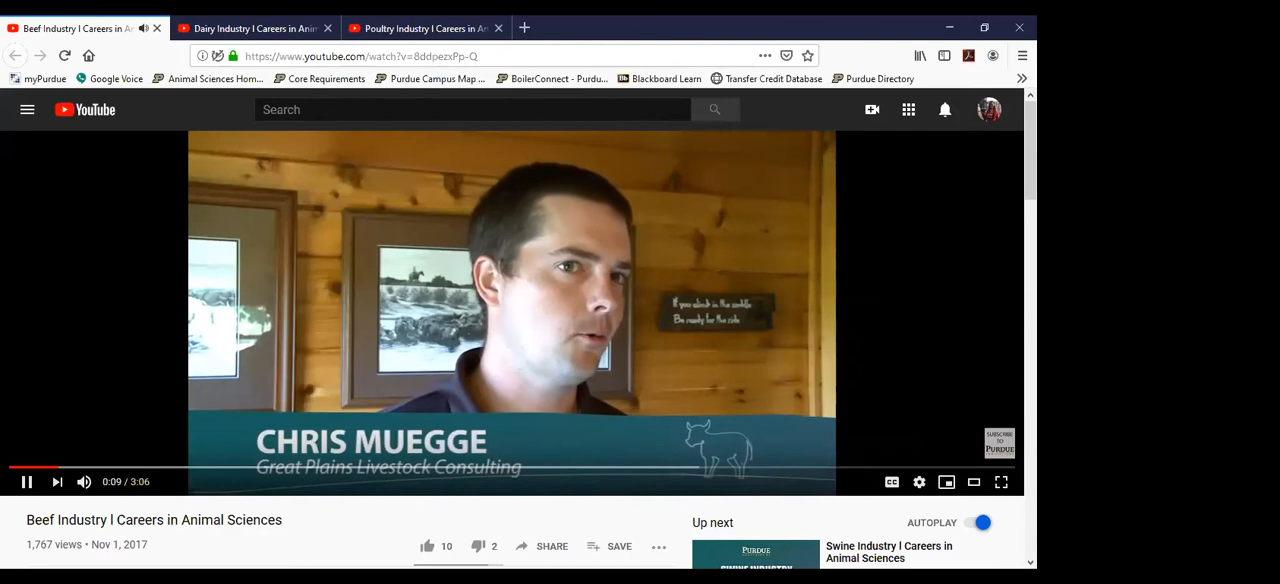 Beef Industry l Careers in A
Dairy Industry l Careers in Anim
Poultry Industry l Careers in An
https://www.youtube.com/watch?v=8ddpezxPp-Q
myPurdue
Google Voice
Animal Sciences Hom...
Core Requirements
Purdue Campus Map ...
BoilerConnect - Purdu...
Bb Blackboard Learn
Transfer Credit Database
Purdue Directory
YouTube
Search
If you climb in the saddle
Be ready for the ride
CHRIS MUEGGE
Great Plains Livestock Consulting
SUBSCRIBE
TO
PURDUE
0:09 / 3:06
CC
Beef Industry l Careers in Animal Sciences
1,767 views • Nov 1, 2017
10
2
SHARE
SAVE
Up next
AUTOPLAY
PURDUE
SWINE INDUSTRY
Swine Industry l Careers in
Animal Sciences